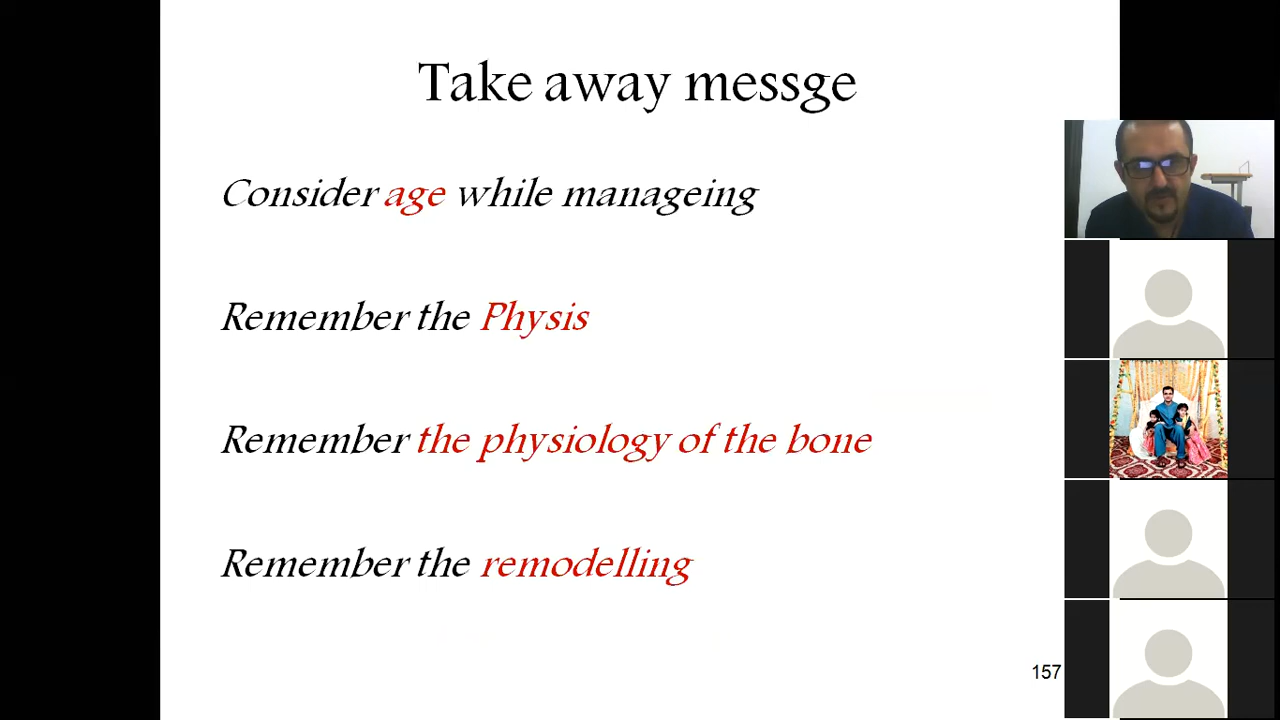 Take away messge
Consider age while manageing
Remember the Physis
Remember the physiology of the bone
Remember the remodelling
157